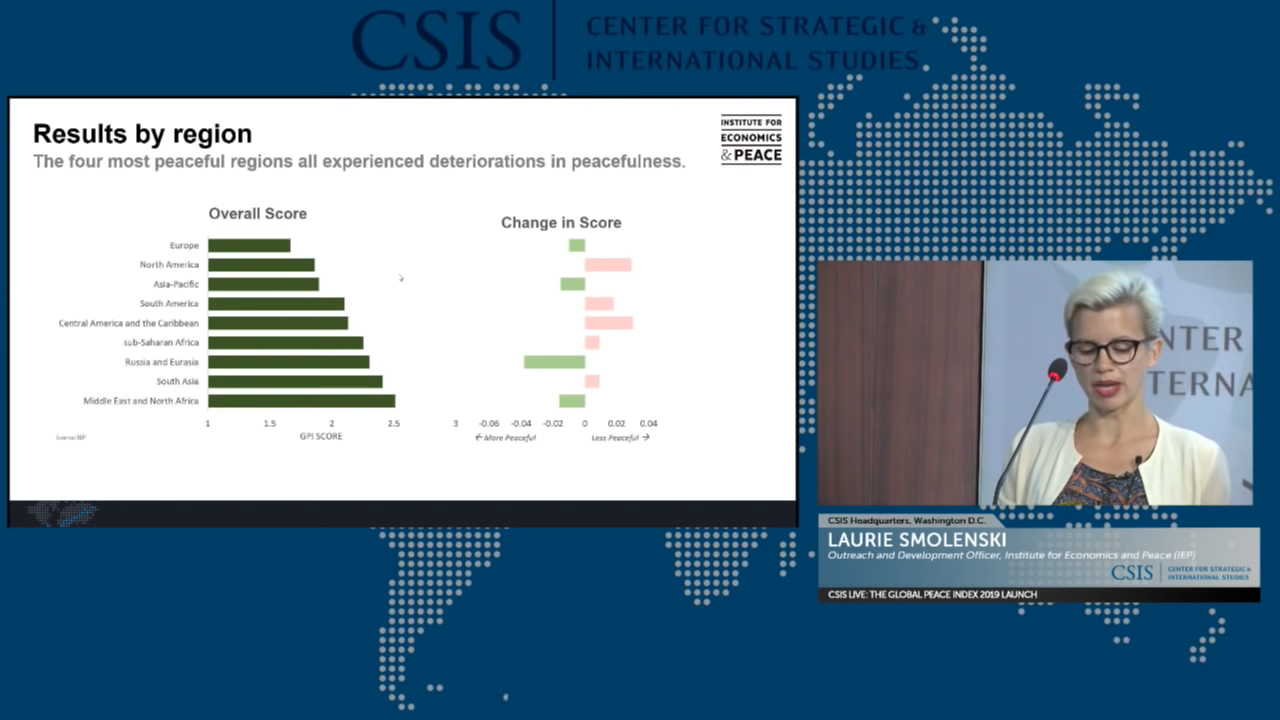 CSIS
CENTER FOR STRATEGIC &
INTERNATIONAL STUDIES
Results by region
The four most peaceful regions all experienced deteriorations in peacefulness.
INSTITUTE FOR
ECONOMICS
& PEACE
Overall Score
Europe
North America
Asia-Pacific
South America
Central America and the Caribbean
sub-Saharan Africa
Russia and Eurasia
South Asia
Middle East and North Africa
1 1.5 2 2.5 3
GPI SCORE
Source: IEP
Change in Score
-0.06 -0.04 -0.02 0 0.02 0.04
← More Peaceful Less Peaceful →
NTER
TERNA
CSIS Headquarters, Washington D.C.
LAURIE SMOLENSKI
Outreach and Development Officer, Institute for Economics and Peace (IEP)
CSIS
CENTER FOR STRATEGIC &
INTERNATIONAL STUDIES
CSIS LIVE: THE GLOBAL PEACE INDEX 2019 LAUNCH